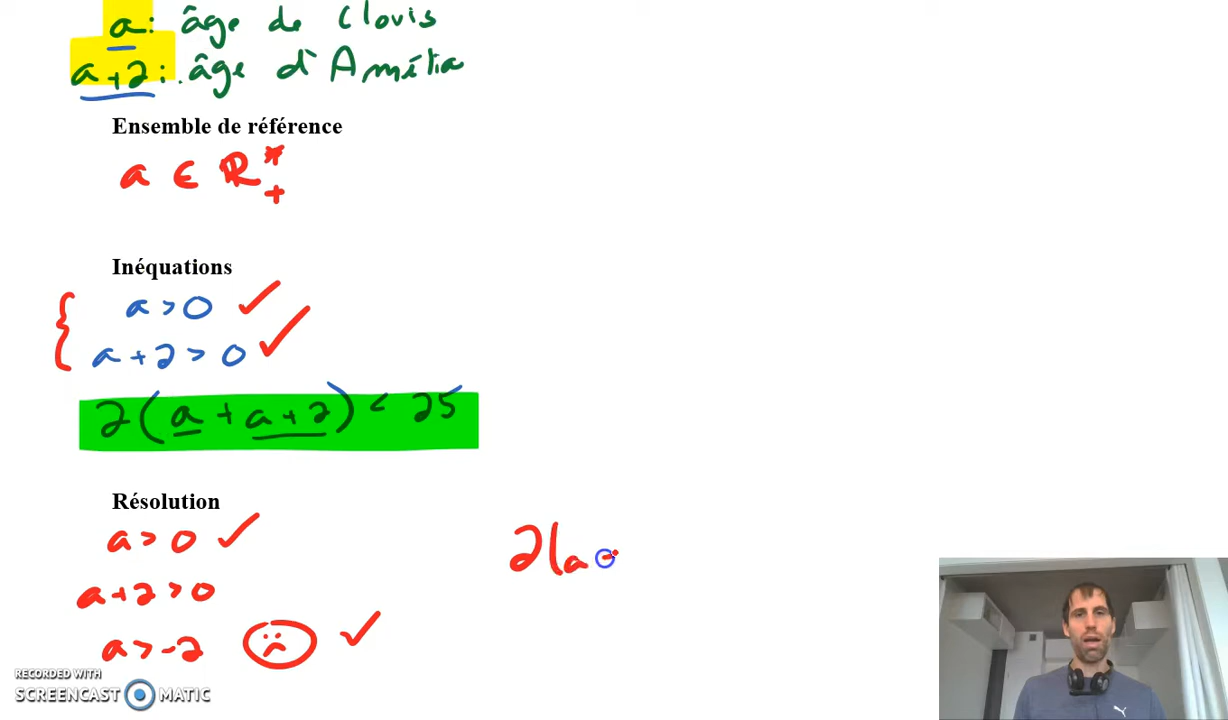 a : âge de Clovis
a+2 : âge d'Amélia
Ensemble de référence
a ∈ ℝ*₊
Inéquations
a > 0 ✓
a + 2 > 0 ✓
2(a + a + 2) < 25
Résolution
a > 0 ✓
a + 2 > 0
a > -2 ✓
2(a
RECORDED WITH
SCREENCAST MATIC